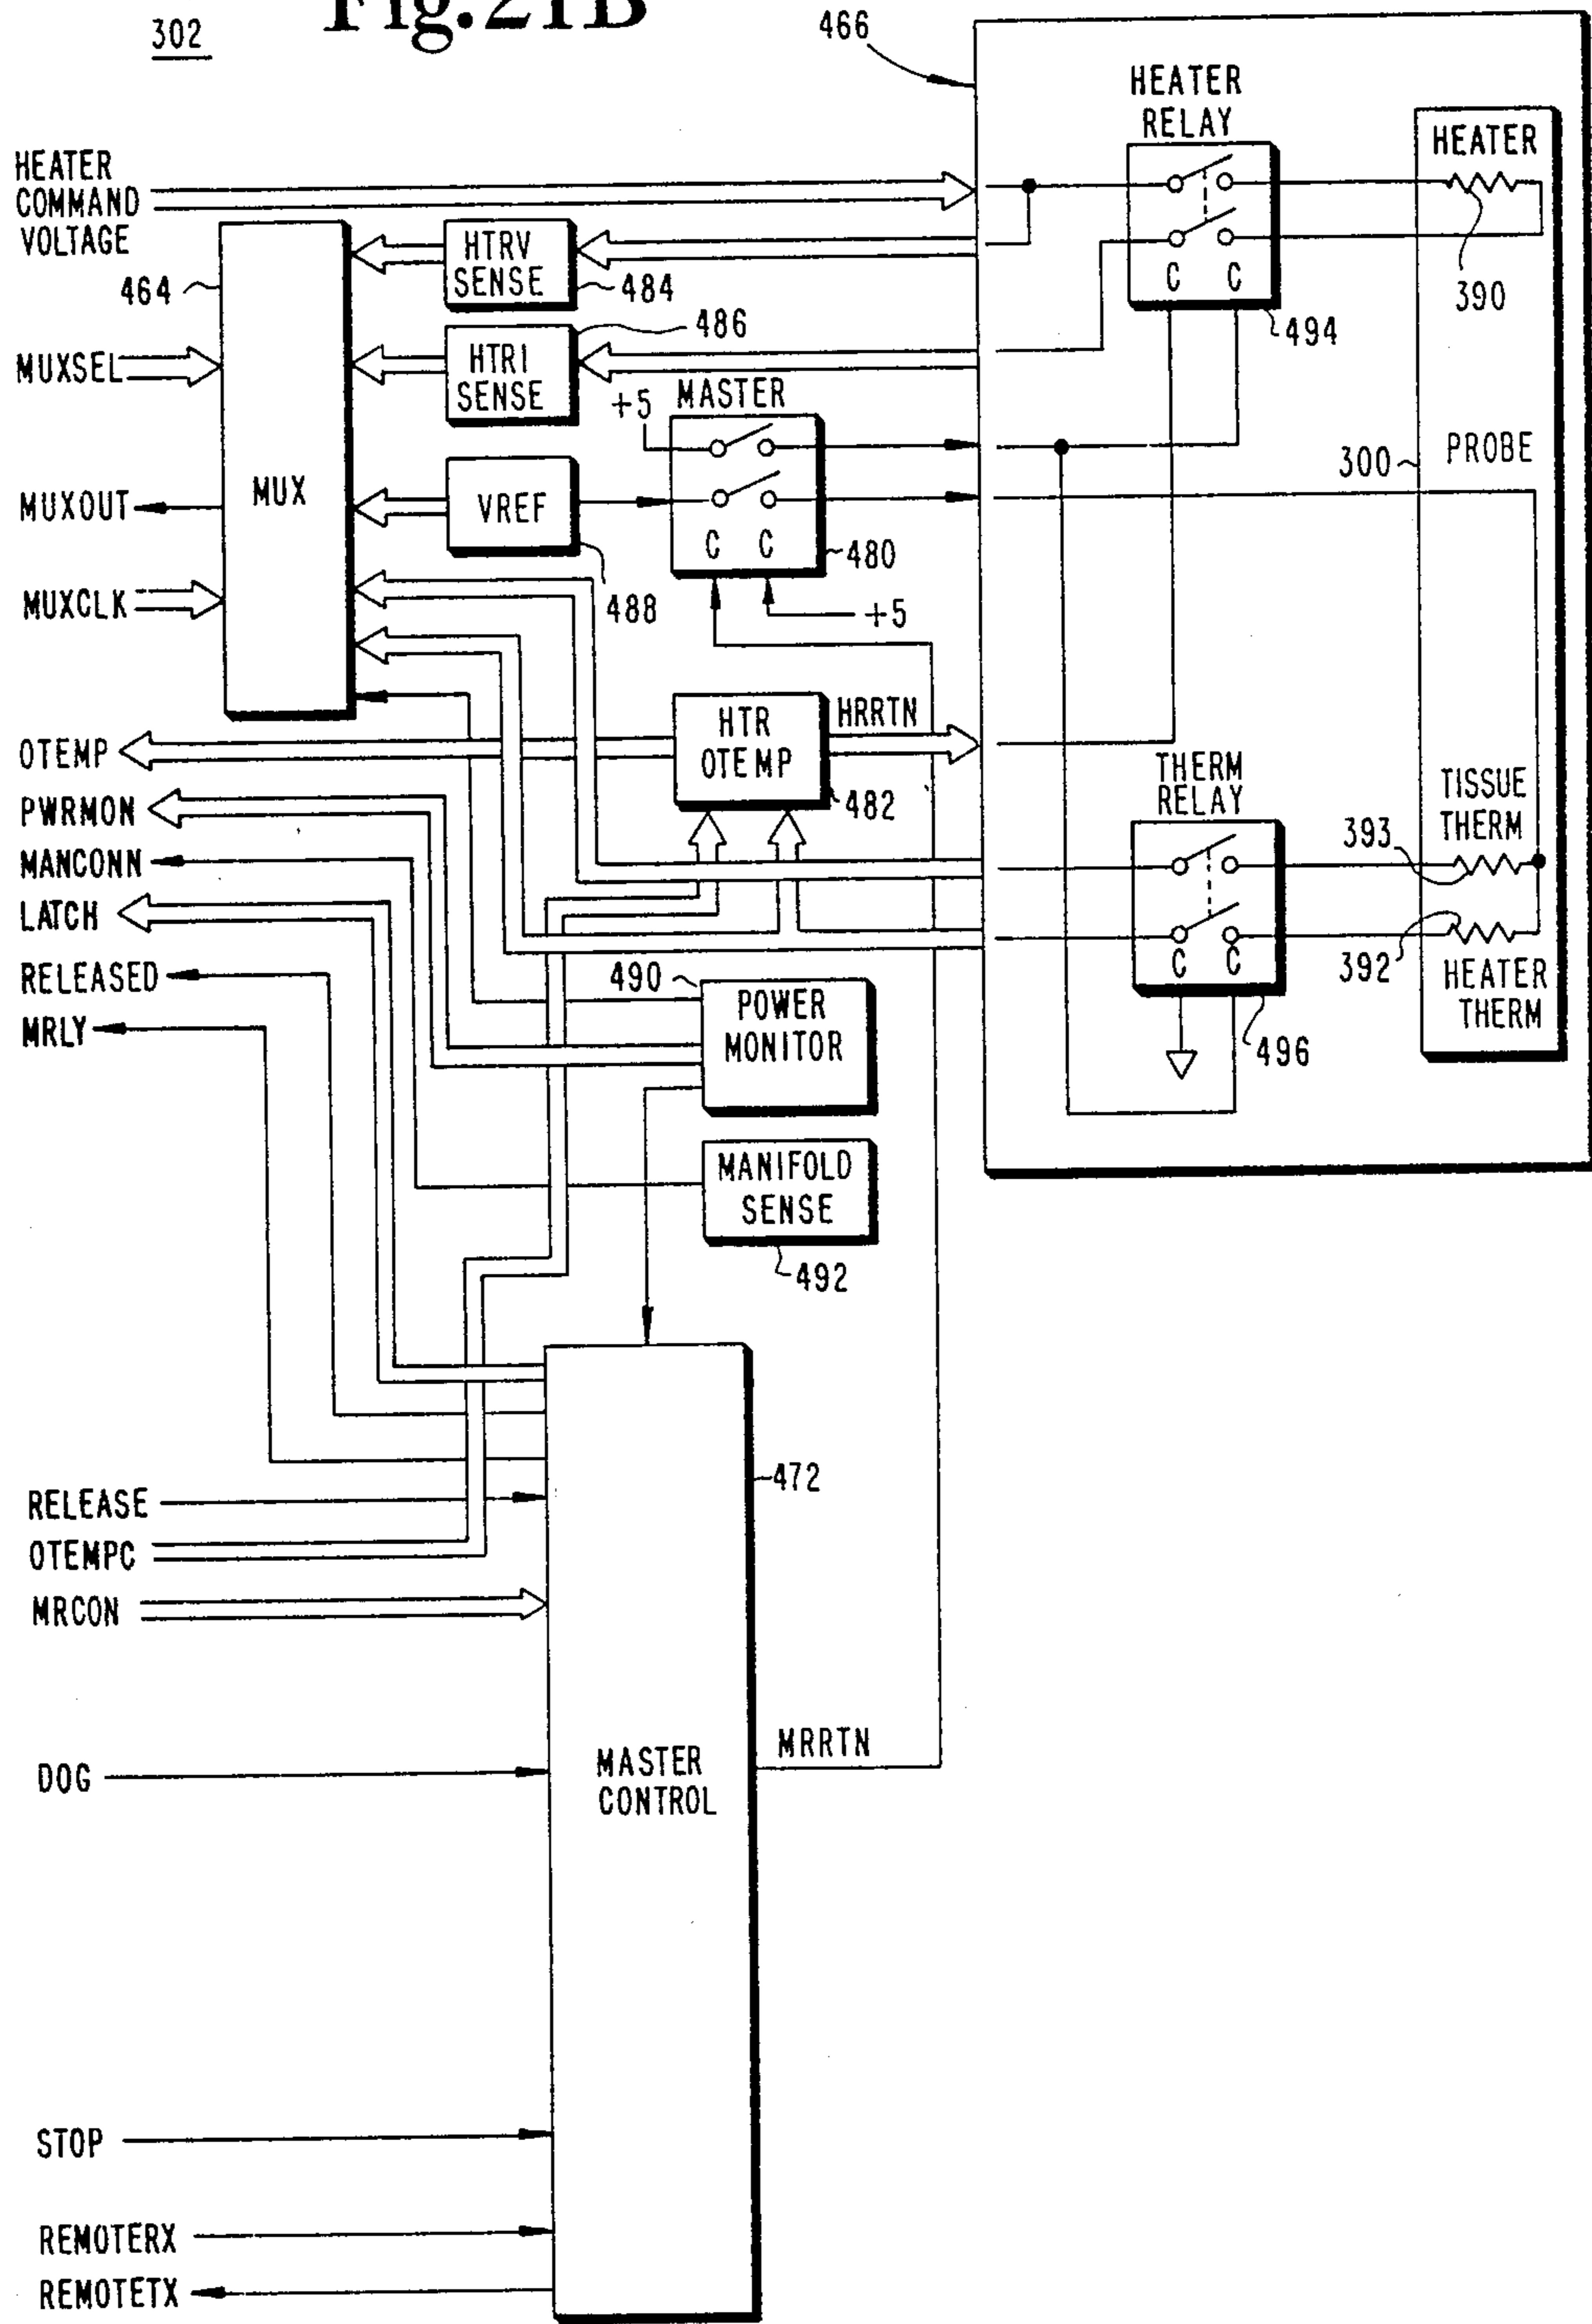 Fig.21B
302
466
HEATER
RELAY
HEATER
HEATER
COMMAND
VOLTAGE
HTRV
SENSE
484
464
C C
494
390
486
MUXSEL
HTRI
SENSE
+5
MASTER
300
PROBE
MUX
MUXOUT
VREF
C C
480
488
+5
MUXCLK
OTEMP
HTR
OTEMP
HRRTN
482
THERM
RELAY
TISSUE
THERM
393
PWRMON
MANCONN
LATCH
RELEASED
MRLY
490
POWER
MONITOR
C C
496
392
HEATER
THERM
MANIFOLD
SENSE
492
472
RELEASE
OTEMPC
MRCON
DOG
MASTER
CONTROL
MRRTN
STOP
REMOTERX
REMOTETX